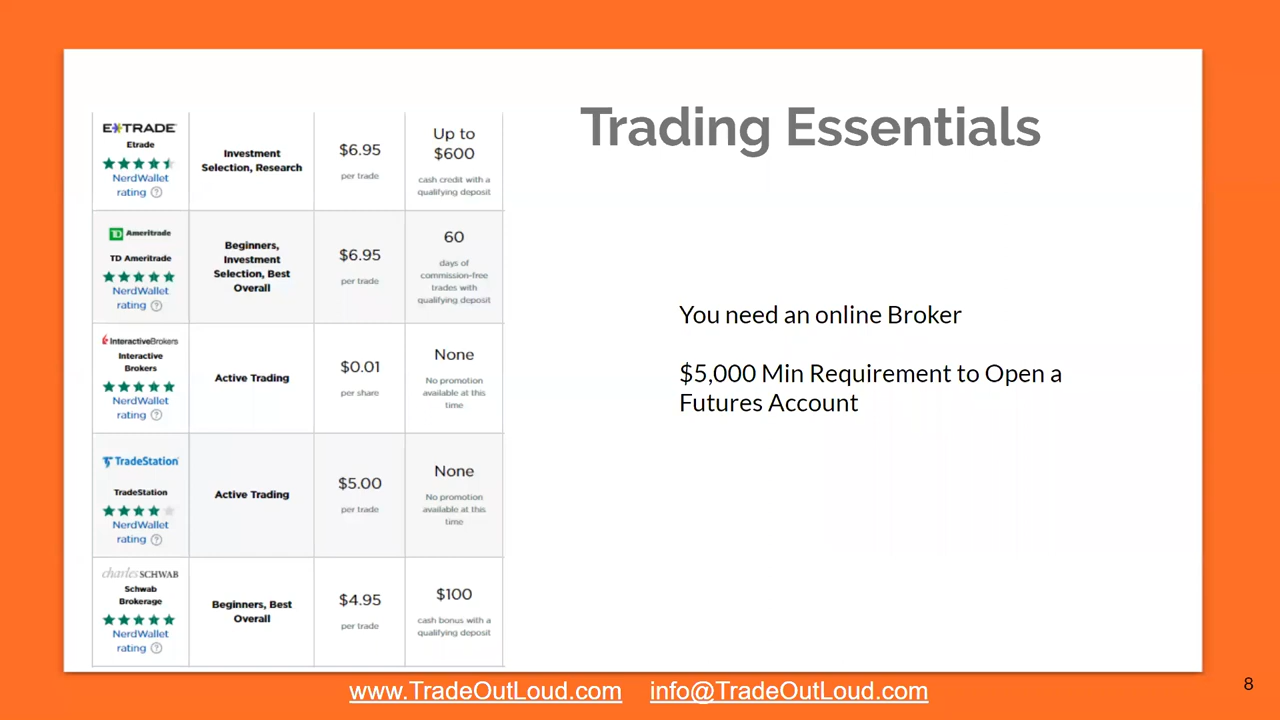 Trading Essentials
E*TRADE
Etrade
NerdWallet
rating ?
Investment
Selection, Research
$6.95
per trade
Up to
$600
cash credit with a
qualifying deposit
TD Ameritrade
TD Ameritrade
NerdWallet
rating ?
Beginners,
Investment
Selection, Best
Overall
$6.95
per trade
60
days of
commission-free
trades with
qualifying deposit
InteractiveBrokers
Interactive
Brokers
NerdWallet
rating ?
Active Trading
$0.01
per share
None
No promotion
available at this
time
TradeStation
TradeStation
NerdWallet
rating ?
Active Trading
$5.00
per trade
None
No promotion
available at this
time
charles SCHWAB
Schwab
Brokerage
NerdWallet
rating ?
Beginners, Best
Overall
$4.95
per trade
$100
cash bonus with a
qualifying deposit
You need an online Broker
$5,000 Min Requirement to Open a
Futures Account
www.TradeOutLoud.com info@TradeOutLoud.com
8